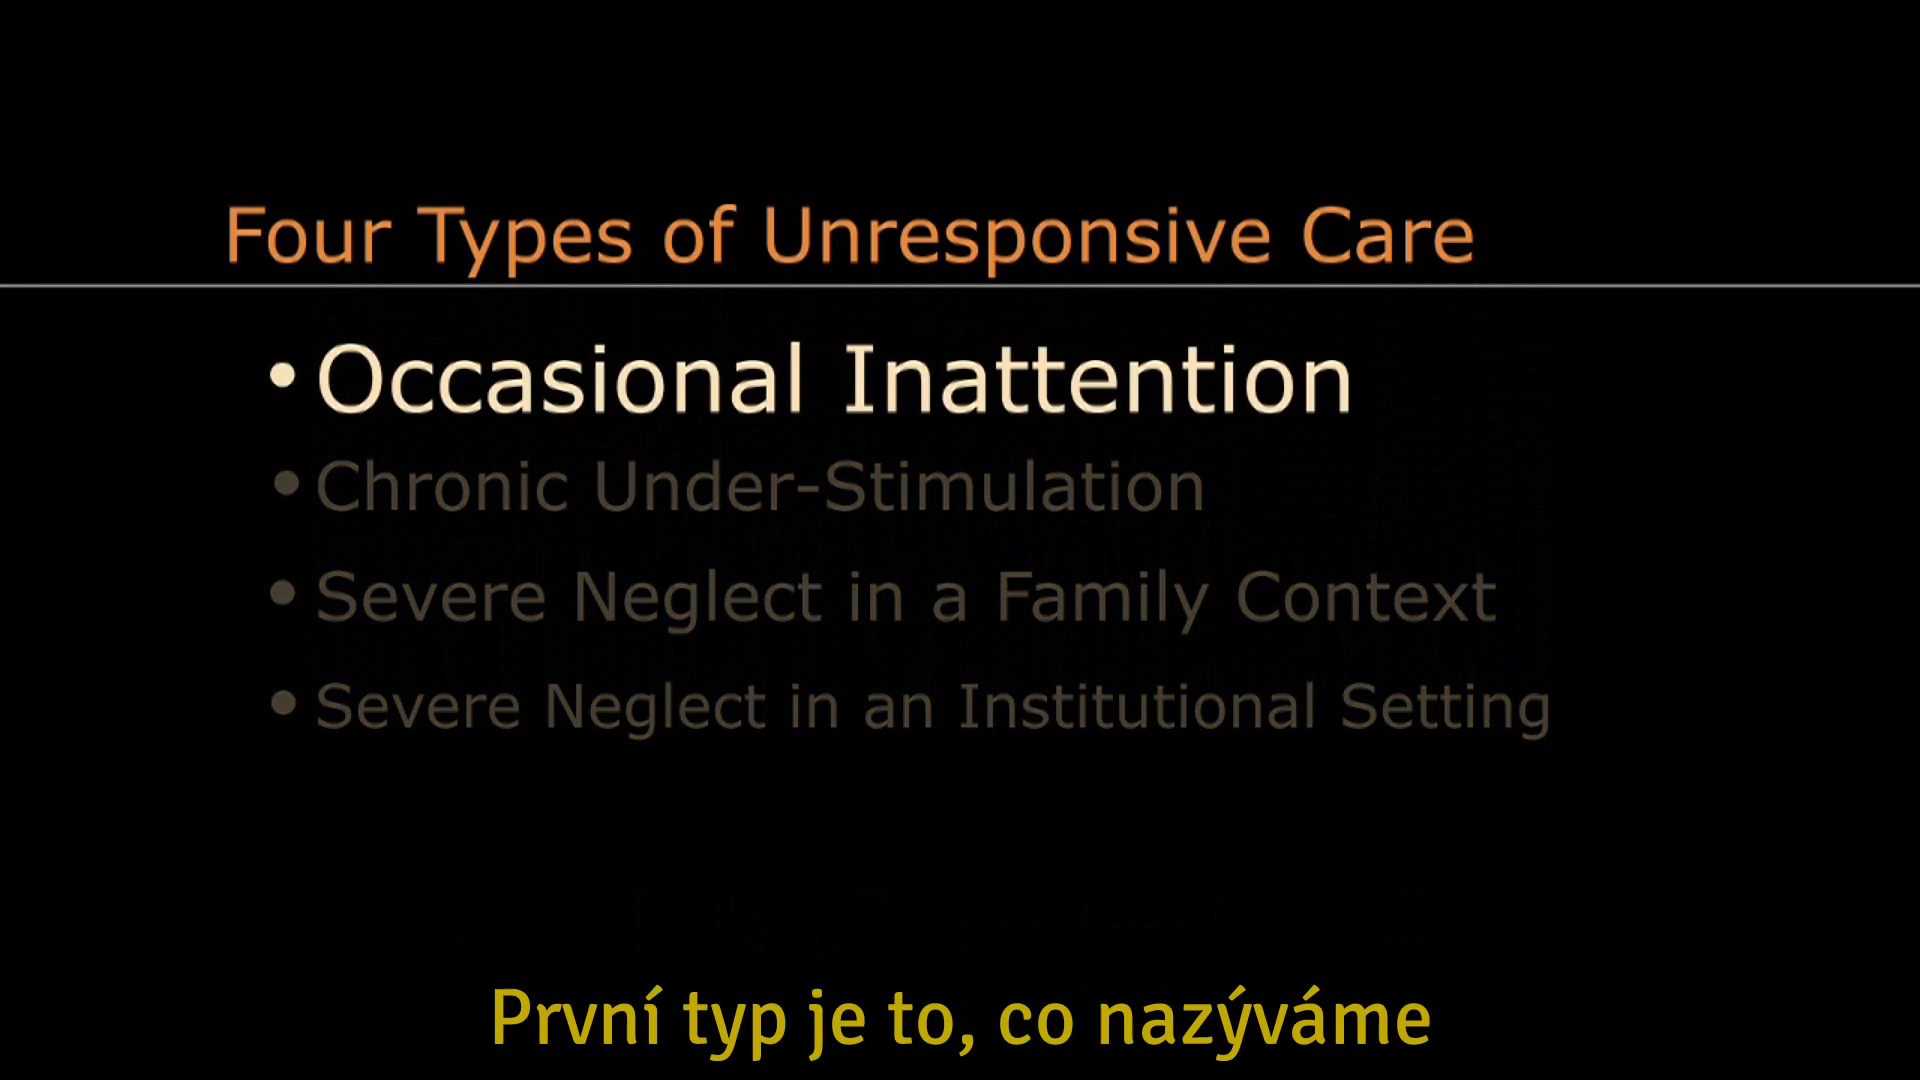 Four Types of Unresponsive Care
• Occasional Inattention
• Chronic Under-Stimulation
• Severe Neglect in a Family Context
• Severe Neglect in an Institutional Setting
První typ je to, co nazýváme